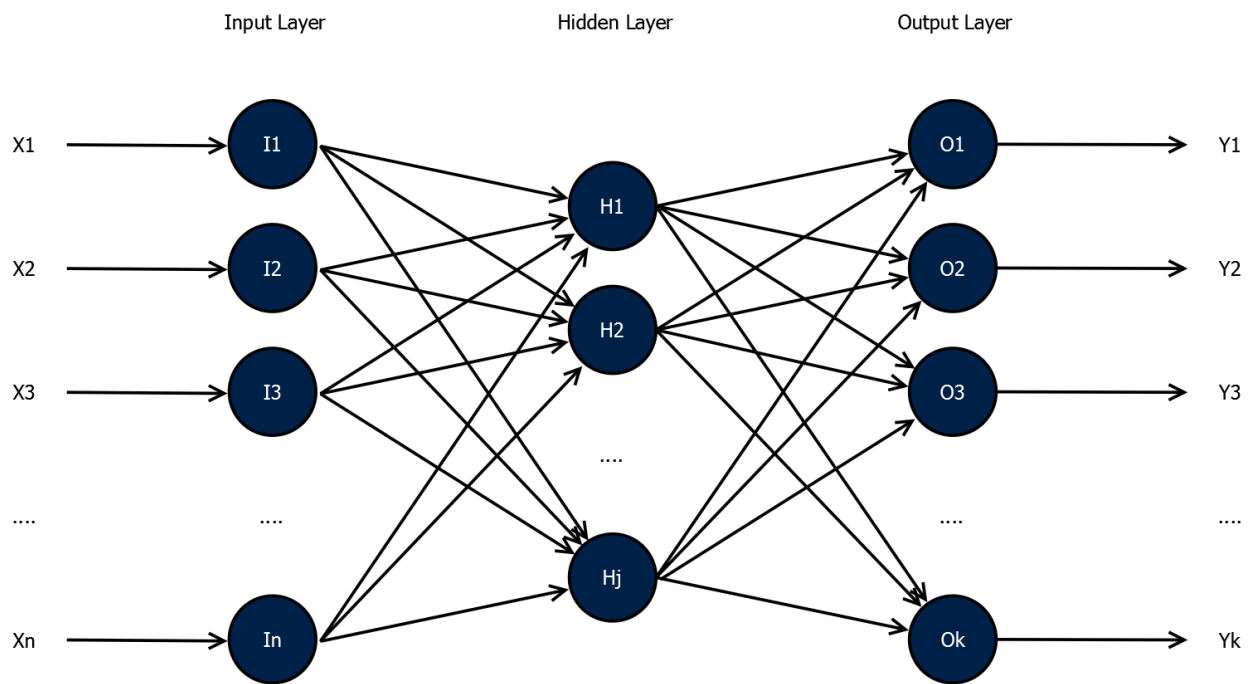 Input Layer Hidden Layer Output Layer
X1 I1 O1 Y1
H1
X2 I2 O2 Y2
H2
X3 I3 O3 Y3
....
.... .... .... ....
Hj
Xn In Ok Yk